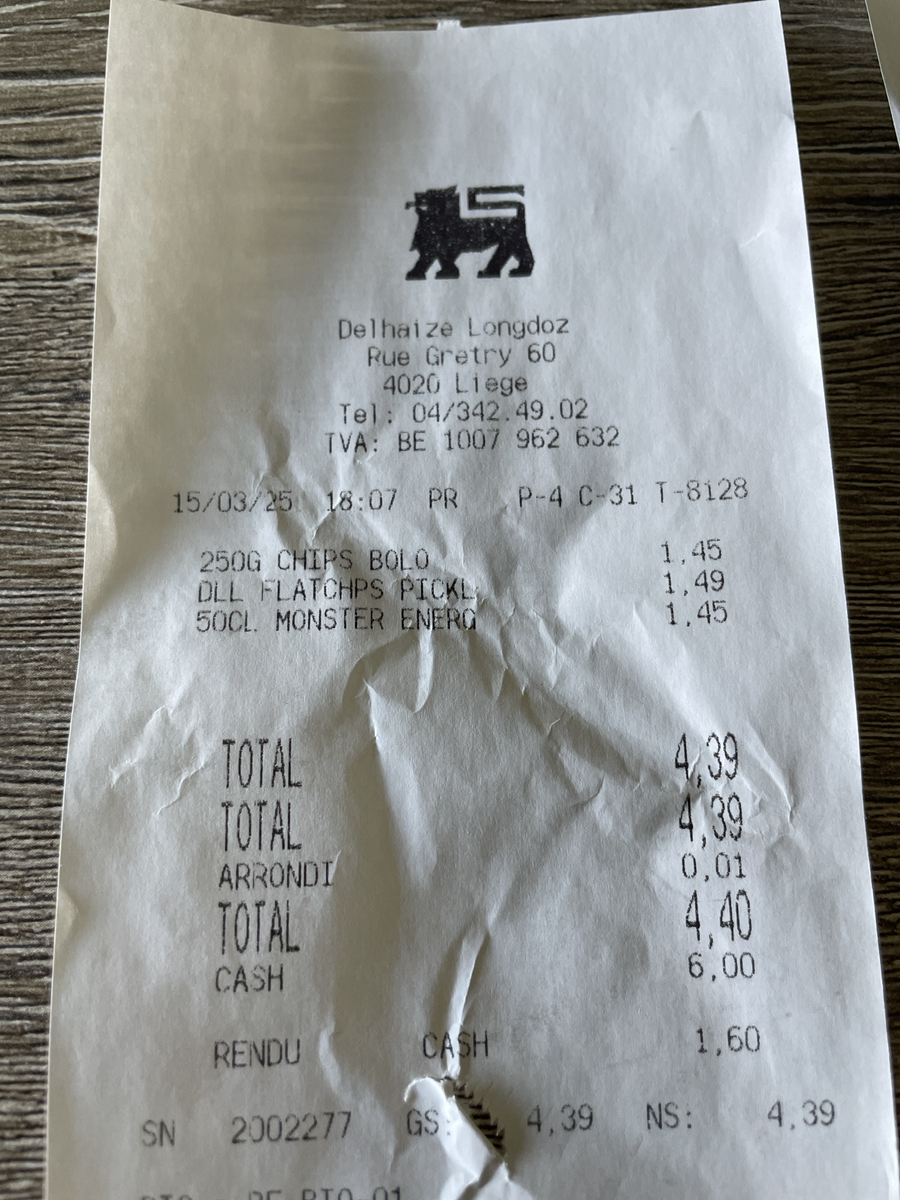 Delhaize Longdoz
Rue Gretry 60
4020 Liege
Tel: 04/342.49.02
TVA: BE 1007 962 632
15/03/25 18:07 PR P-4 C-31 T-8128
250G CHIPS BOLO 1,45
DLL FLATCHPS PICKL 1,49
50CL MONSTER ENERG 1,45
TOTAL 4,39
TOTAL 4,39
ARRONDI 0,01
TOTAL 4,40
CASH 6,00
RENDU CASH 1,60
SN 2002277 GS: 4,39 NS: 4,39